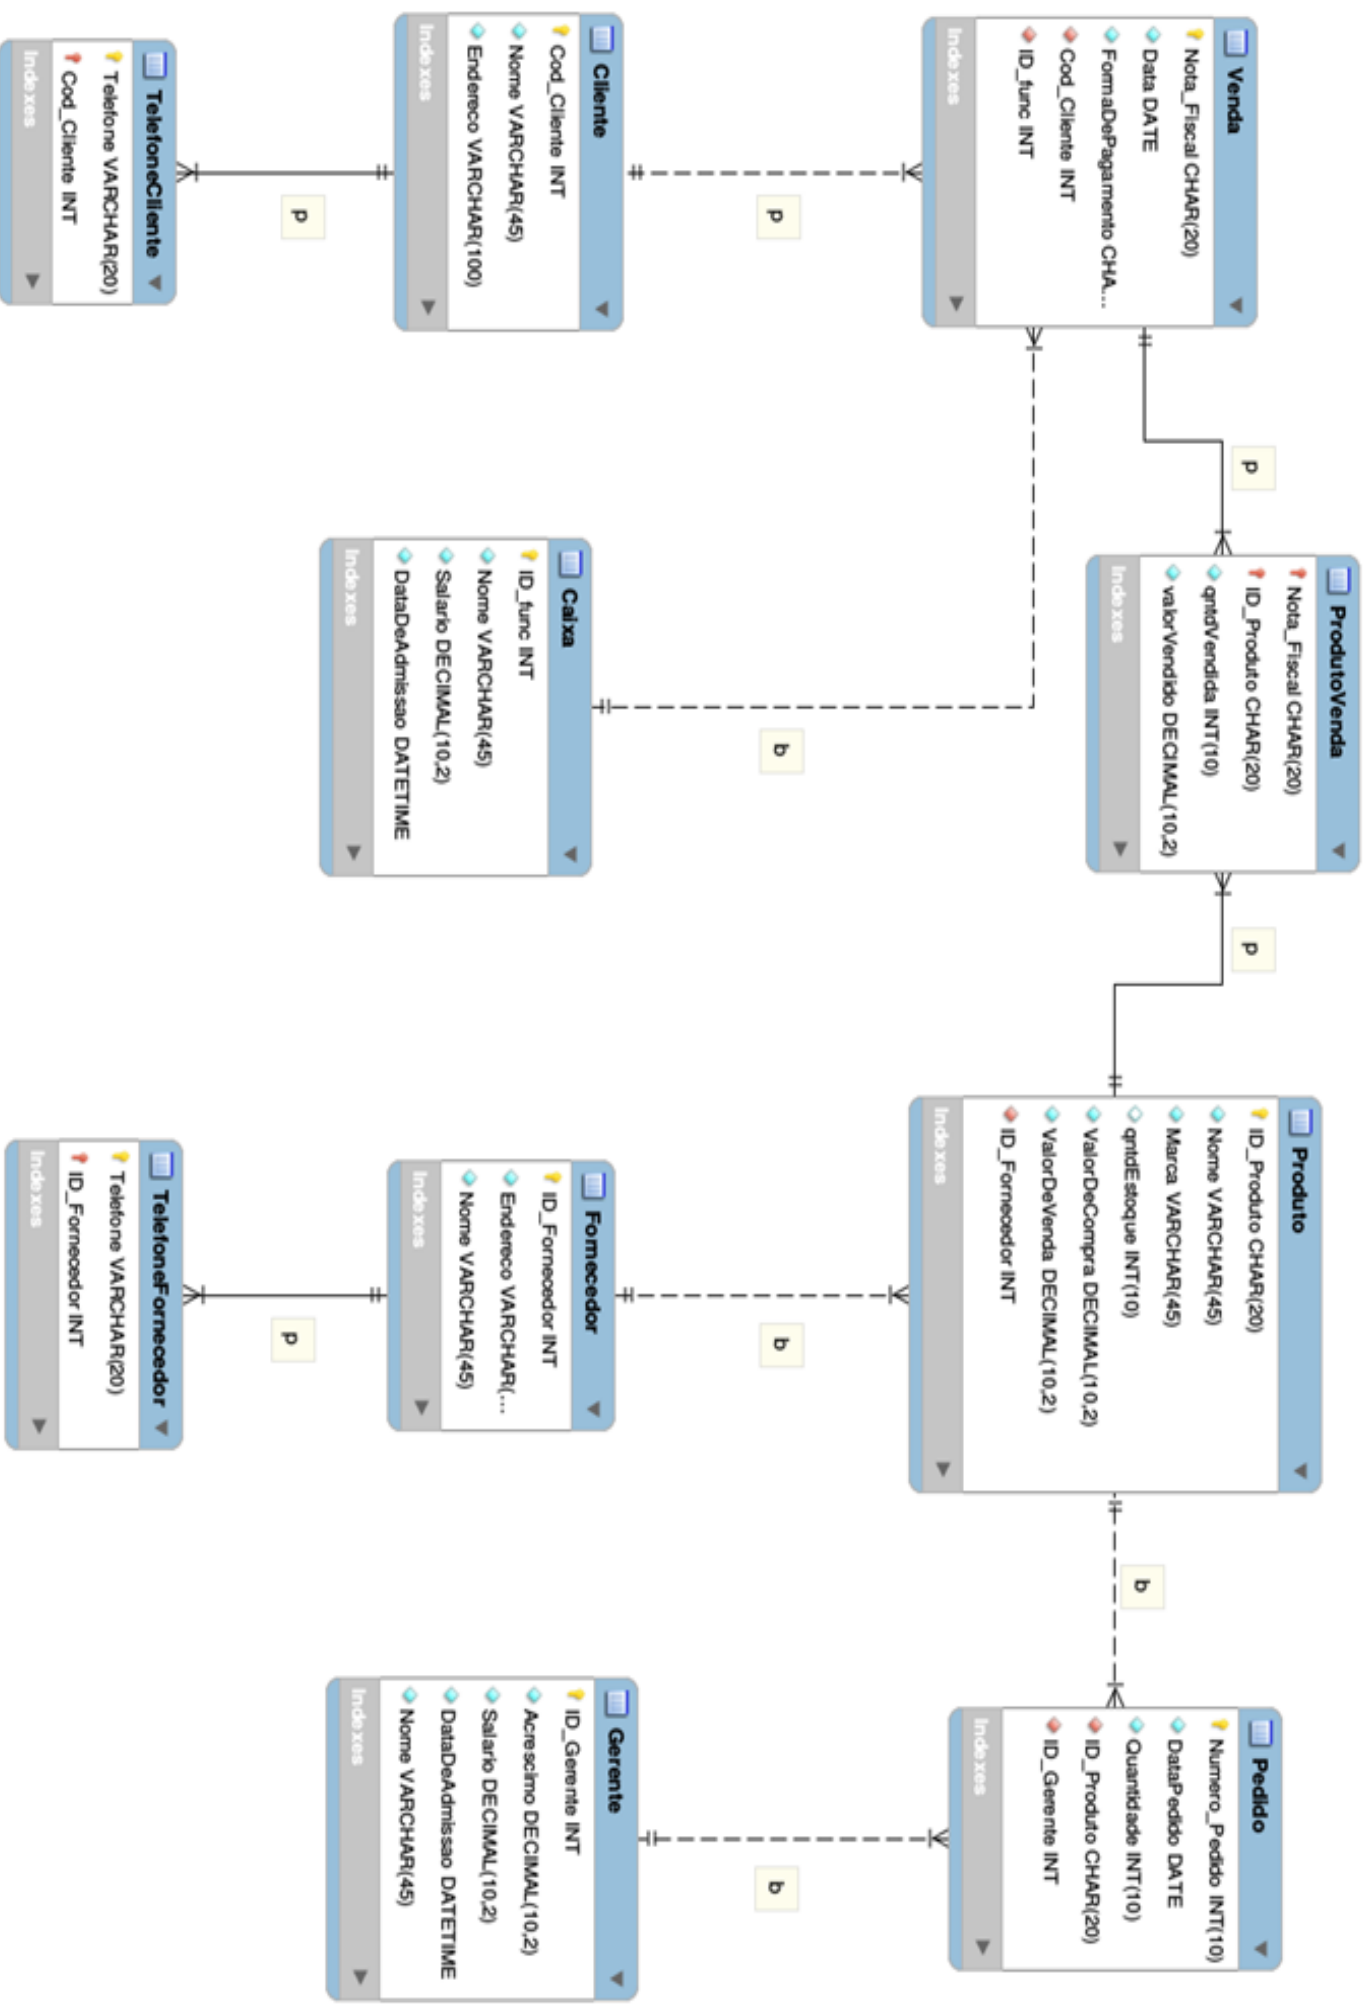 Venda
Nota_Fiscal CHAR(20)
Data DATE
FormaDePagamento CHA...
Cod_Cliente INT
ID_func INT
Indexes
p
ProdutoVenda
Nota_Fiscal CHAR(20)
ID_Produto CHAR(20)
qntdVendida INT(10)
valorVendido DECIMAL(10,2)
Indexes
p
Produto
ID_Produto CHAR(20)
Nome VARCHAR(45)
Marca VARCHAR(45)
qntdEstoque INT(10)
ValorDeCompra DECIMAL(10,2)
ValorDeVenda DECIMAL(10,2)
ID_Fornecedor INT
Indexes
b
Pedido
Numero_Pedido INT(10)
DataPedido DATE
Quantidade INT(10)
ID_Produto CHAR(20)
ID_Gerente INT
Indexes
p
b
b
b
Cliente
Cod_Cliente INT
Nome VARCHAR(45)
Endereco VARCHAR(100)
Indexes
Caixa
ID_func INT
Nome VARCHAR(45)
Salario DECIMAL(10,2)
DataDeAdmissao DATETIME
Indexes
Fornecedor
ID_Fornecedor INT
Endereco VARCHAR(...
Nome VARCHAR(45)
Indexes
Gerente
ID_Gerente INT
Acrescimo DECIMAL(10,2)
Salario DECIMAL(10,2)
DataDeAdmissao DATETIME
Nome VARCHAR(45)
Indexes
p
p
TelefoneCliente
Telefone VARCHAR(20)
Cod_Cliente INT
Indexes
TelefoneFornecedor
Telefone VARCHAR(20)
ID_Fornecedor INT
Indexes